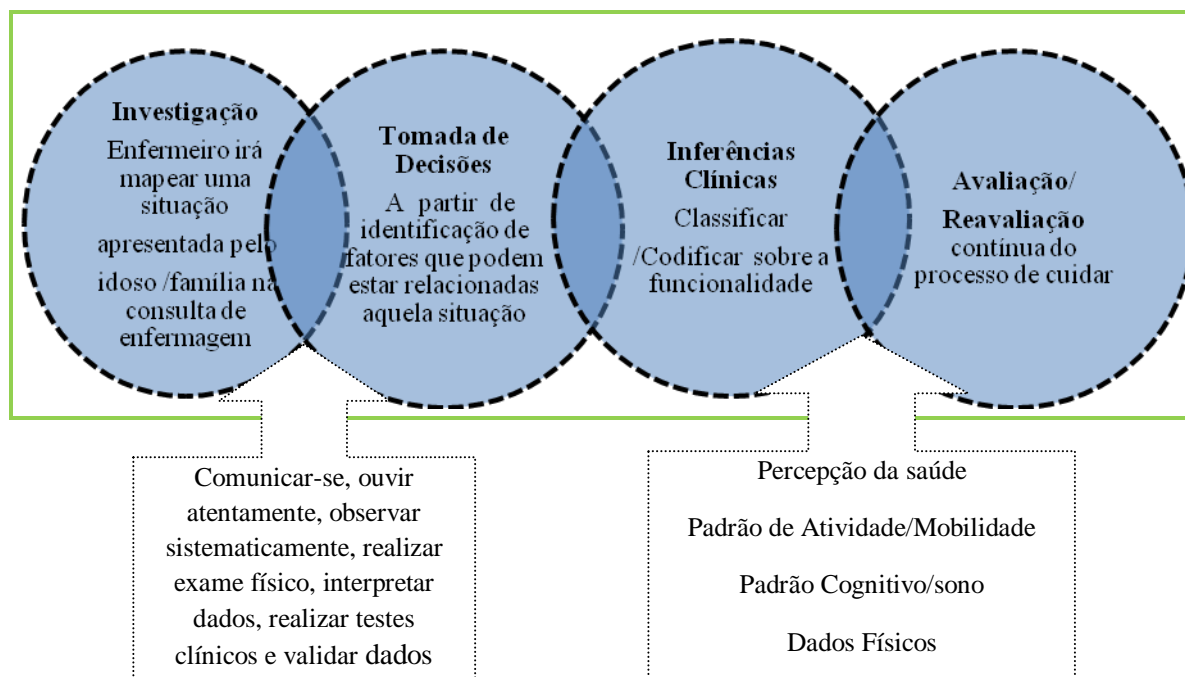 Investigação
Enfermeiro irá
mapear uma
situação
apresentada pelo
idoso /família na
consulta de
enfermagem
Tomada de
Decisões
A partir de
identificação de
fatores que podem
estar relacionadas
aquela situação
Inferências
Clínicas
Classificar
/Codificar sobre a
funcionalidade
Avaliação/
Reavaliação
contínua do
processo de cuidar
Comunicar-se, ouvir
atentamente, observar
sistematicamente, realizar
exame físico, interpretar
dados, realizar testes
clínicos e validar dados
Percepção da saúde
Padrão de Atividade/Mobilidade
Padrão Cognitivo/sono
Dados Físicos